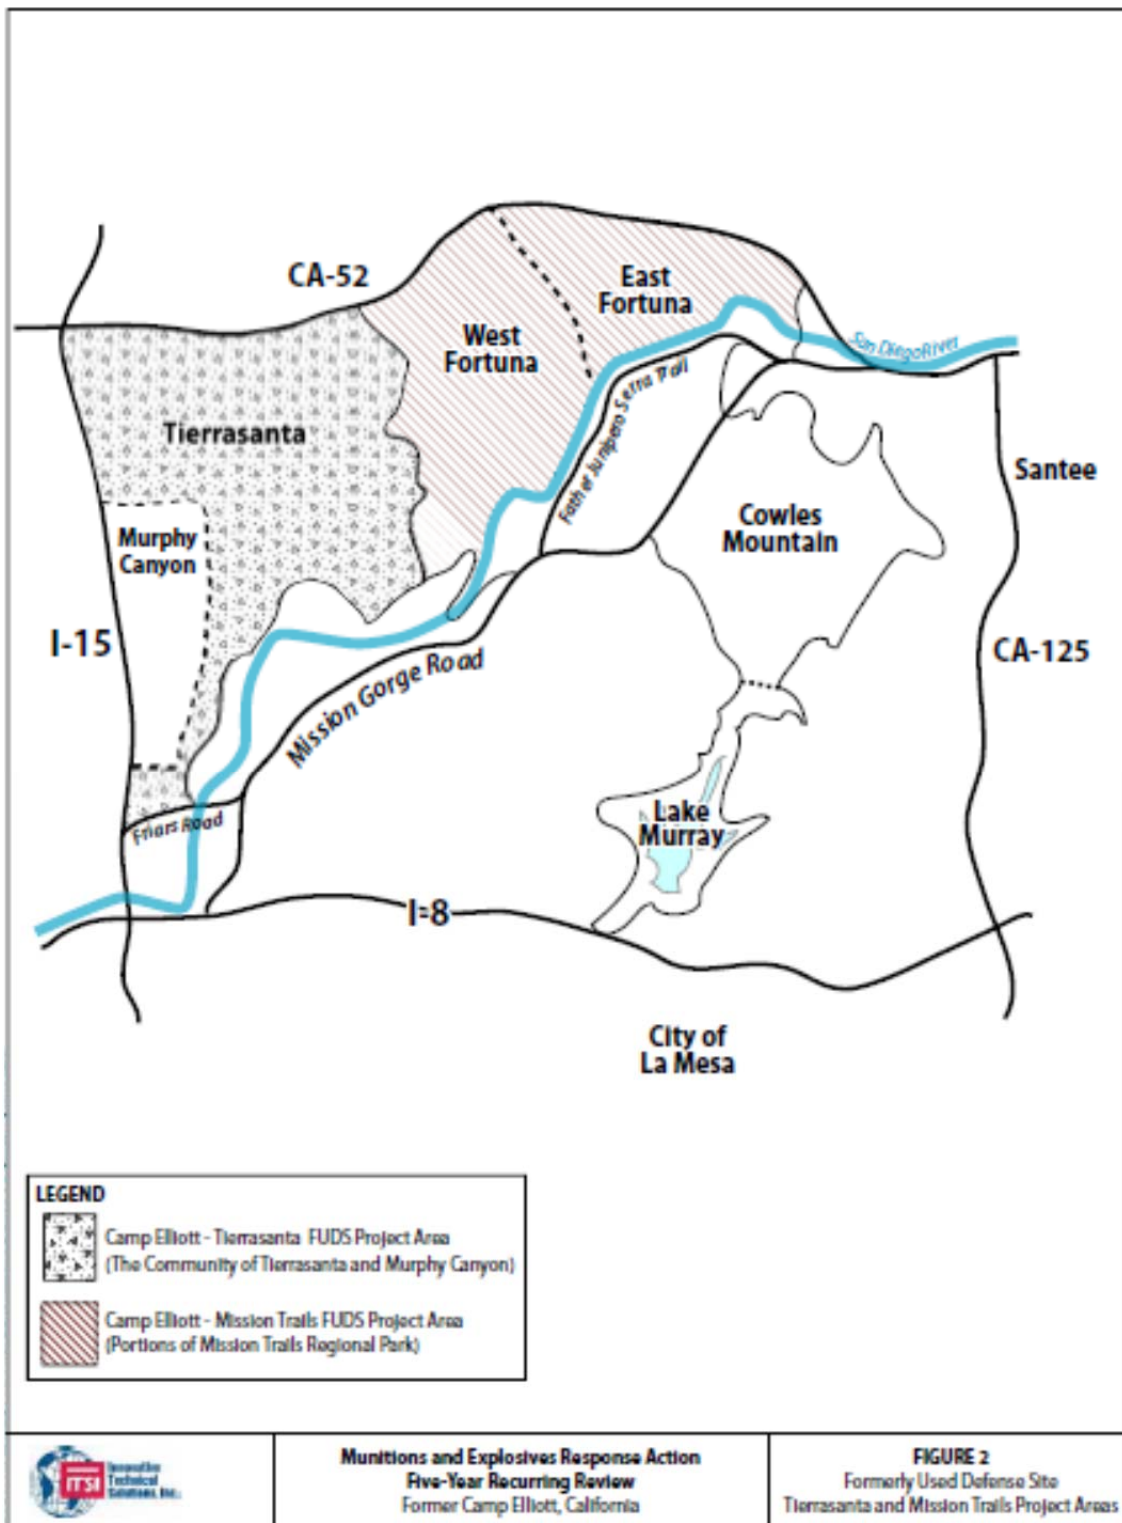 CA-52
East
Fortuna
West
Fortuna
San Diego River
Father Junipero Serra Trail
Tierrasanta
Santee
Cowles
Mountain
Murphy
Canyon
I-15
CA-125
Mission Gorge Road
Lake
Murray
Friars Road
I-8
City of
La Mesa
LEGEND
Camp Elliott - Tierrasanta FUDS Project Area
(The Community of Tierrasanta and Murphy Canyon)
Camp Elliott - Mission Trails FUDS Project Area
(Portions of Mission Trails Regional Park)
ITSI
Innovative
Technical
Solutions, Inc.
Munitions and Explosives Response Action
Five-Year Recurring Review
Former Camp Elliott, California
FIGURE 2
Formerly Used Defense Site
Tierrasanta and Mission Trails Project Areas